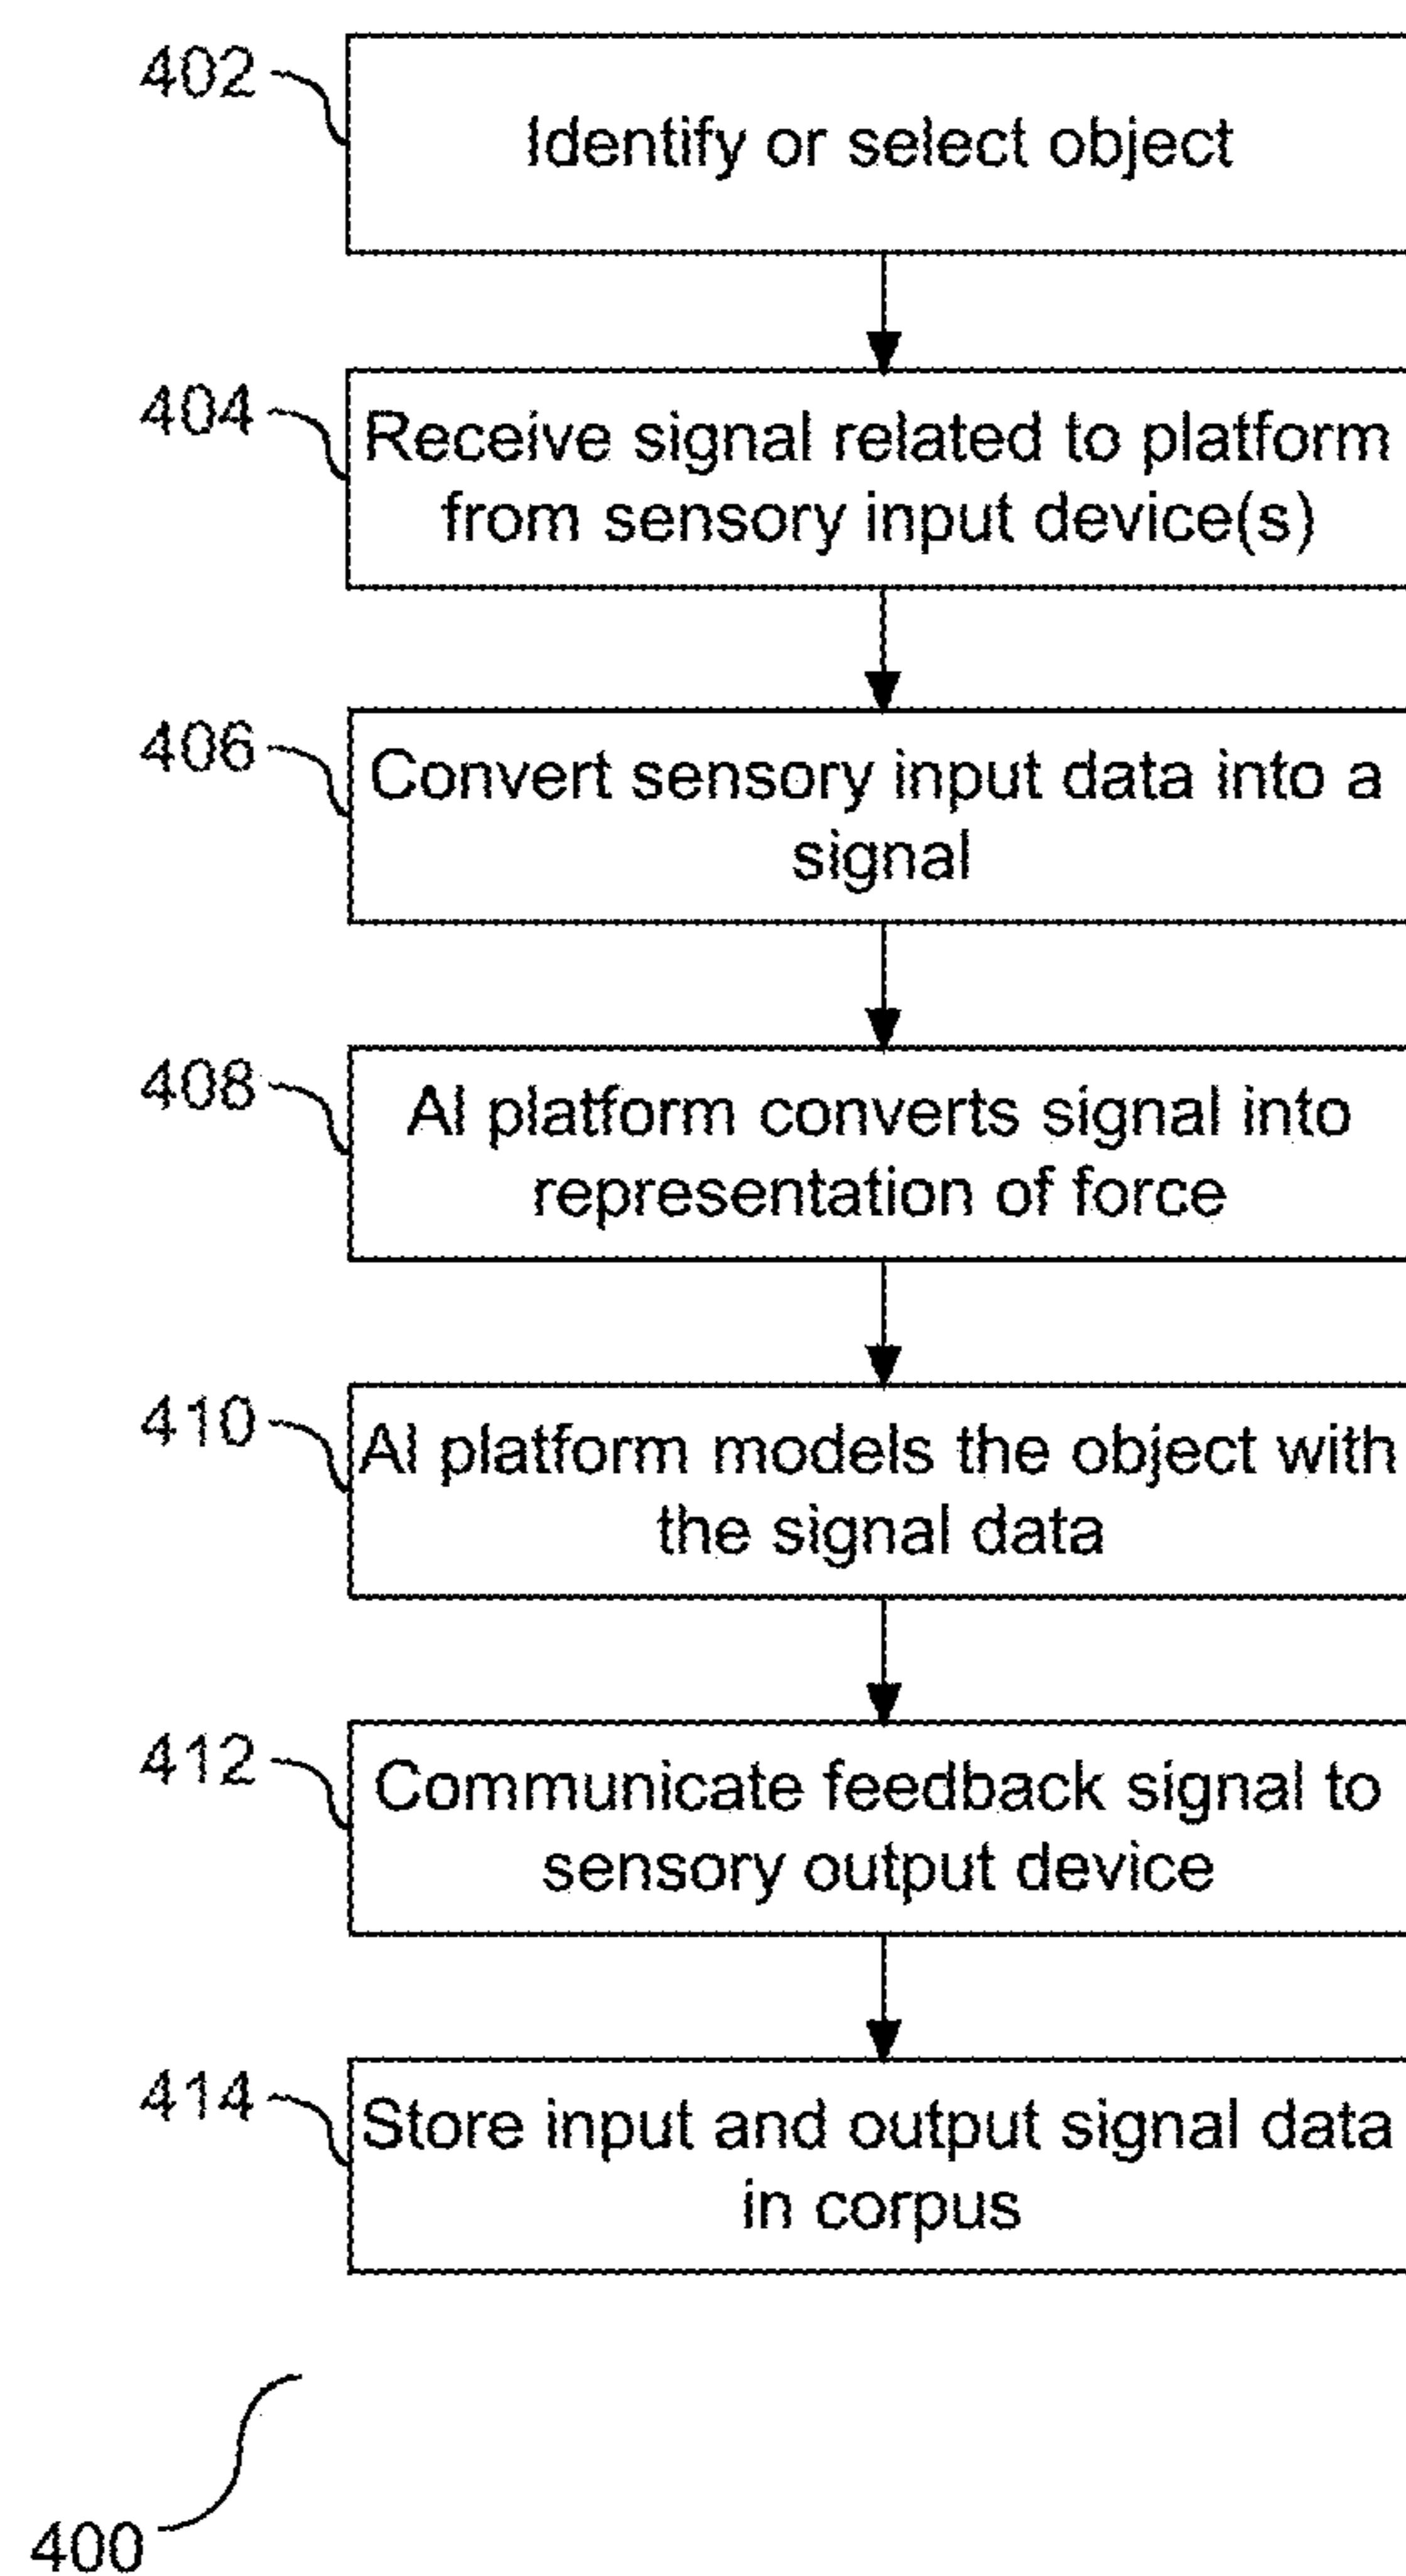 402
Identify or select object
404
Receive signal related to platform
from sensory input device(s)
406
Convert sensory input data into a
signal
408
AI platform converts signal into
representation of force
410
AI platform models the object with
the signal data
412
Communicate feedback signal to
sensory output device
414
Store input and output signal data
in corpus
400